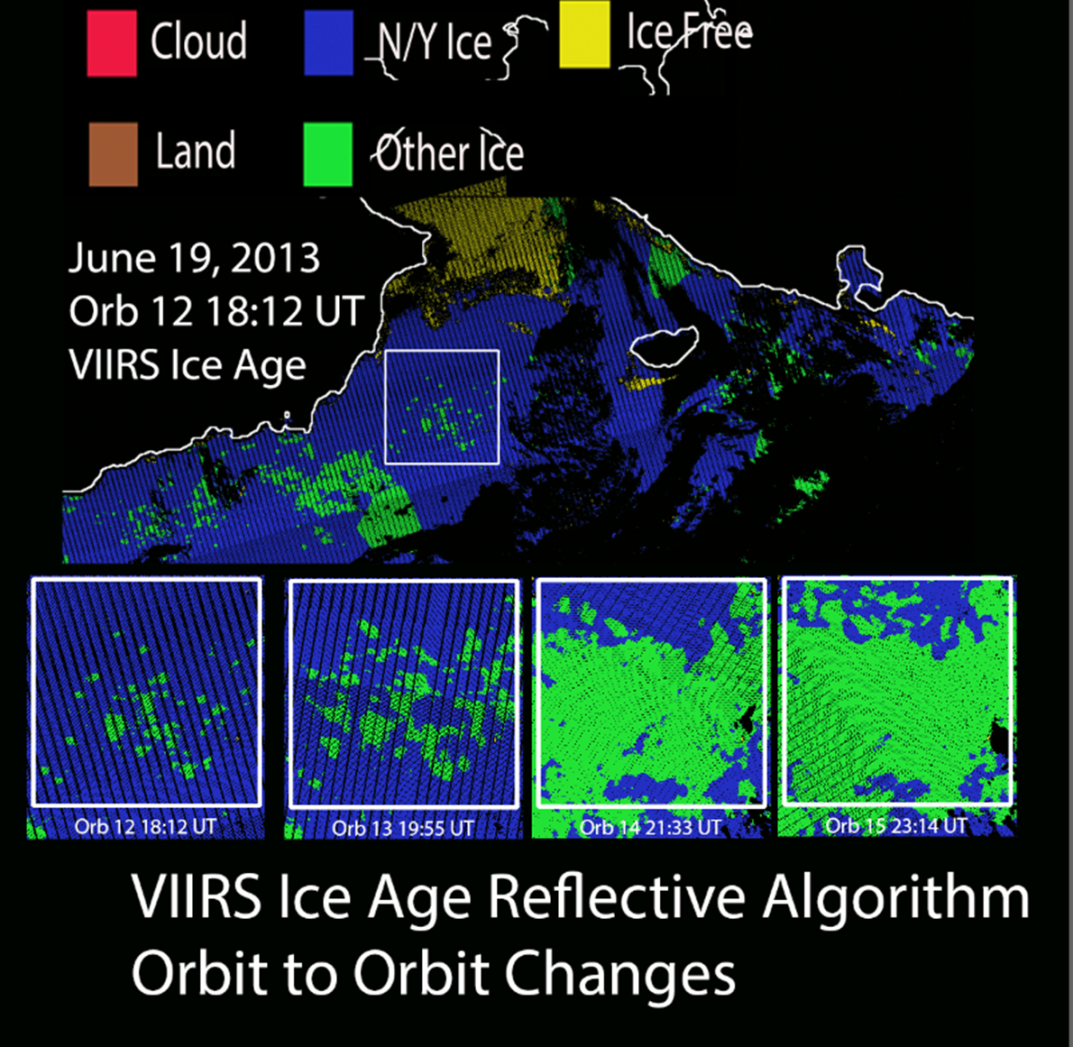 Cloud N/Y Ice Ice Free
Land Other Ice
June 19, 2013
Orb 12 18:12 UT
VIIRS Ice Age
Orb 12 18:12 UT
Orb 13 19:55 UT
Orb 14 21:33 UT
Orb 15 23:14 UT
VIIRS Ice Age Reflective Algorithm
Orbit to Orbit Changes